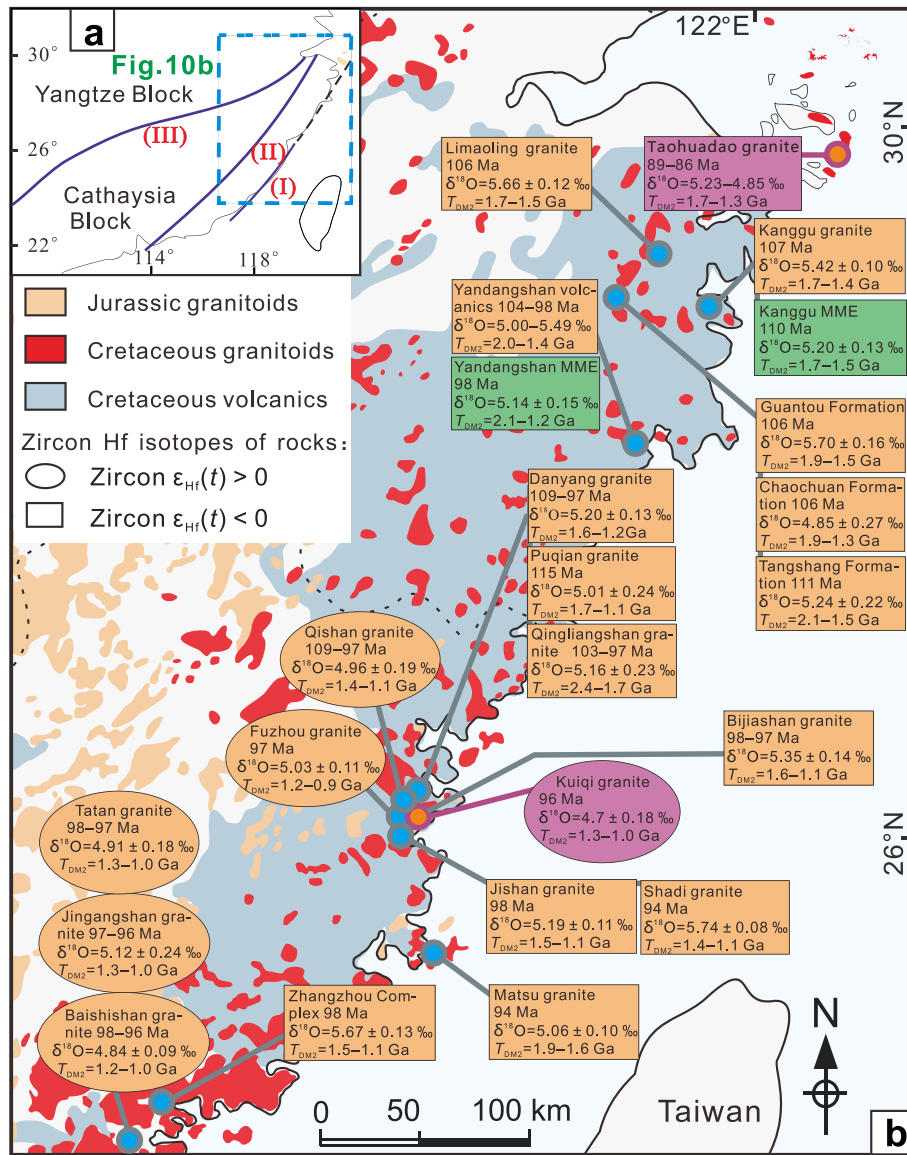 a
30°
Fig.10b
Yangtze Block
(III)
26°
(II)
(I)
Cathaysia
Block
22°
114°
118°
122°E
30°N
26°N
Jurassic granitoids
Cretaceous granitoids
Cretaceous volcanics
Zircon Hf isotopes of rocks:
Zircon εHf(t) > 0
Zircon εHf(t) < 0
Limaoling granite
106 Ma
δ¹⁸O=5.66 ± 0.12 ‰
TDM2=1.7–1.5 Ga
Taohuadao granite
89–86 Ma
δ¹⁸O=5.23–4.85 ‰
TDM2=1.7–1.3 Ga
Kanggu granite
107 Ma
δ¹⁸O=5.42 ± 0.10 ‰
TDM2=1.7–1.4 Ga
Kanggu MME
110 Ma
δ¹⁸O=5.20 ± 0.13 ‰
TDM2=1.7–1.5 Ga
Yandangshan volc-
anics 104–98 Ma
δ¹⁸O=5.00–5.49 ‰
TDM2=2.0–1.4 Ga
Yandangshan MME
98 Ma
δ¹⁸O=5.14 ± 0.15 ‰
TDM2=2.1–1.2 Ga
Guantou Formation
106 Ma
δ¹⁸O=5.70 ± 0.16 ‰
TDM2=1.9–1.5 Ga
Chaochuan Forma-
tion 106 Ma
δ¹⁸O=4.85 ± 0.27 ‰
TDM2=1.9–1.3 Ga
Tangshang Form-
ation 111 Ma
δ¹⁸O=5.24 ± 0.22 ‰
TDM2=2.1–1.5 Ga
Danyang granite
109–97 Ma
δ¹⁸O=5.20 ± 0.13 ‰
TDM2=1.6–1.2Ga
Puqian granite
115 Ma
δ¹⁸O=5.01 ± 0.24 ‰
TDM2=1.7–1.1 Ga
Qingliangshan gra-
nite 103–97 Ma
δ¹⁸O=5.16 ± 0.23 ‰
TDM2=2.4–1.7 Ga
Qishan granite
109–97 Ma
δ¹⁸O=4.96 ± 0.19 ‰
TDM2=1.4–1.1 Ga
Fuzhou granite
97 Ma
δ¹⁸O=5.03 ± 0.11 ‰
TDM2=1.2–0.9 Ga
Bijiashan granite
98–97 Ma
δ¹⁸O=5.35 ± 0.14 ‰
TDM2=1.6–1.1 Ga
Kuiqi granite
96 Ma
δ¹⁸O=4.7 ± 0.18 ‰
TDM2=1.3–1.0 Ga
Tatan granite
98–97 Ma
δ¹⁸O=4.91 ± 0.18 ‰
TDM2=1.3–1.0 Ga
Jingangshan gra-
nite 97–96 Ma
δ¹⁸O=5.12 ± 0.24 ‰
TDM2=1.3–1.0 Ga
Baishishan gra-
nite 98–96 Ma
δ¹⁸O=4.84 ± 0.09 ‰
TDM2=1.2–1.0 Ga
Jishan granite
98 Ma
δ¹⁸O=5.19 ± 0.11 ‰
TDM2=1.5–1.1 Ga
Shadi granite
94 Ma
δ¹⁸O=5.74 ± 0.08 ‰
TDM2=1.4–1.1 Ga
Zhangzhou Com-
plex 98 Ma
δ¹⁸O=5.67 ± 0.13 ‰
TDM2=1.5–1.1 Ga
Matsu granite
94 Ma
δ¹⁸O=5.06 ± 0.10 ‰
TDM2=1.9–1.6 Ga
0 50 100 km
Taiwan
N
b